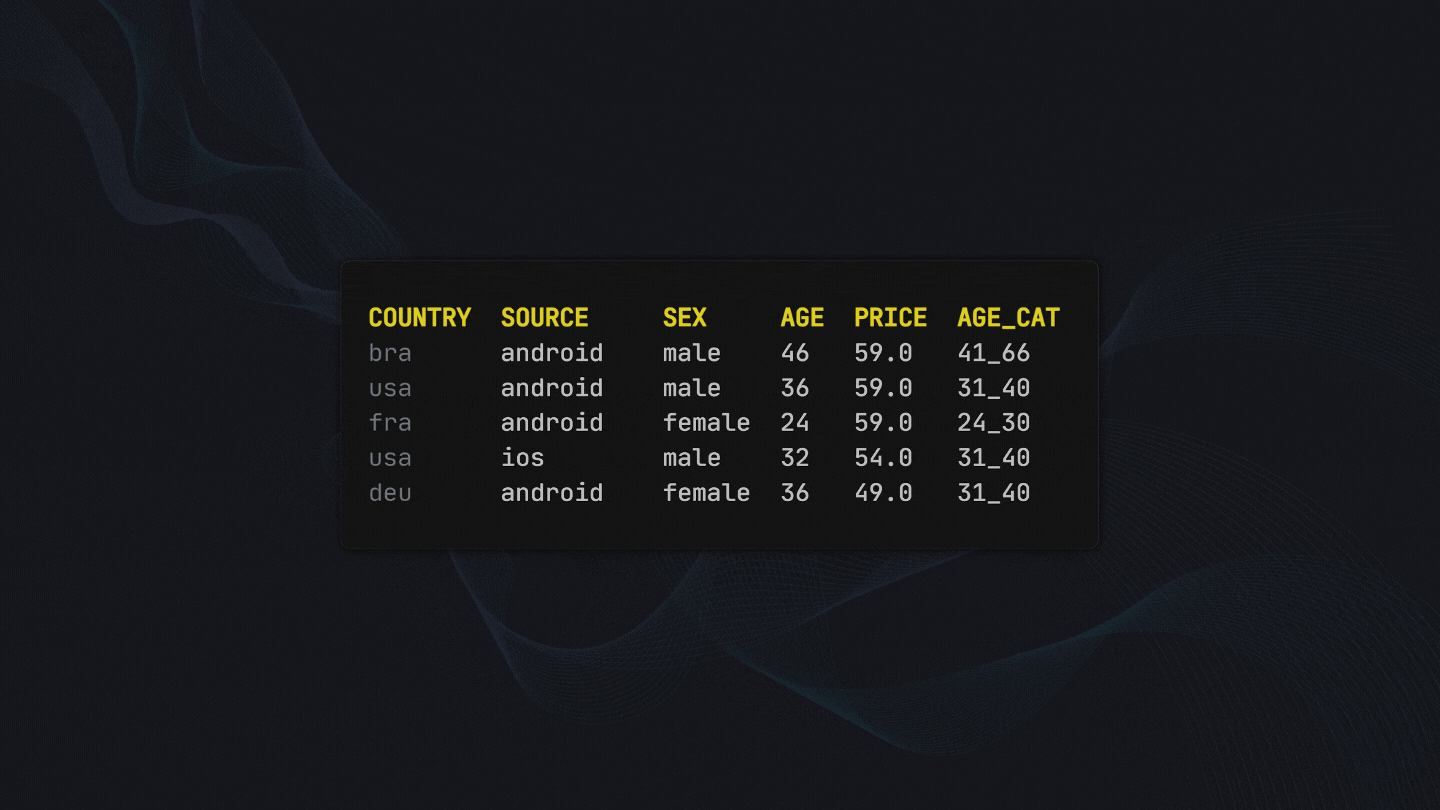 COUNTRY SOURCE SEX AGE PRICE AGE_CAT
bra android male 46 59.0 41_66
usa android male 36 59.0 31_40
fra android female 24 59.0 24_30
usa ios male 32 54.0 31_40
deu android female 36 49.0 31_40